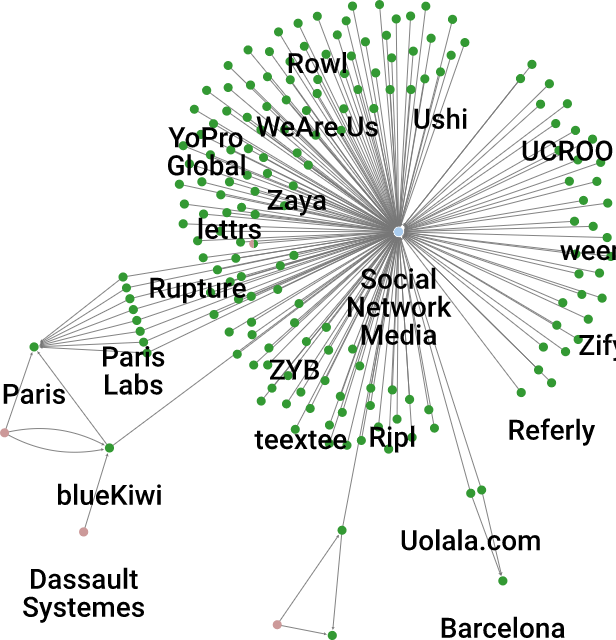 Rowl
WeAre.Us
Ushi
YoPro
Global
UCROO
Zaya
lettrs
weer
Social
Network
Media
Rupture
Zify
Paris
Labs
ZYB
Paris
teextee
Ripl
Referly
blueKiwi
Uolala.com
Dassault
Systemes
Barcelona